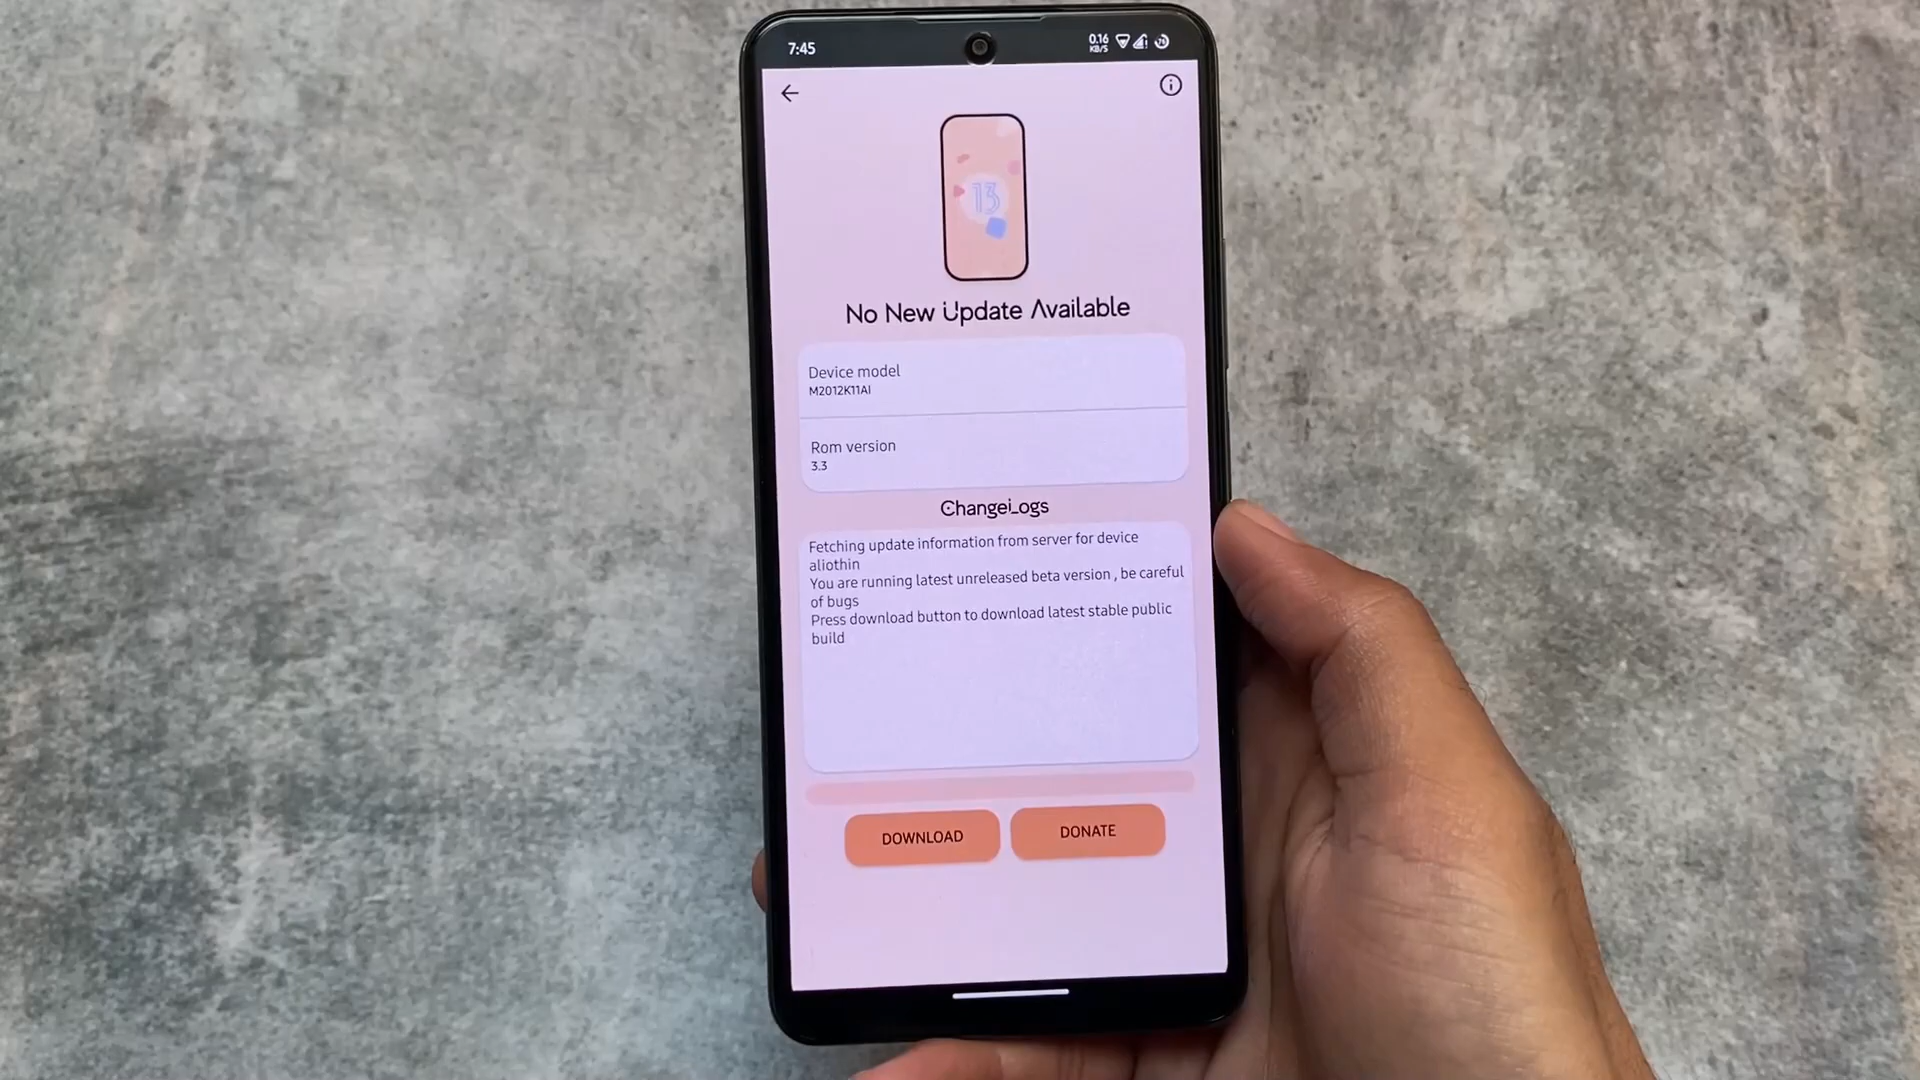 7:45
0.16
KB/S
13
No New Update Available
Device model
M2012K11AI
Rom version
3.3
ChangeLogs
Fetching update information from server for device
aliothin
You are running latest unreleased beta version , be careful
of bugs
Press download button to download latest stable public
build
DOWNLOAD
DONATE